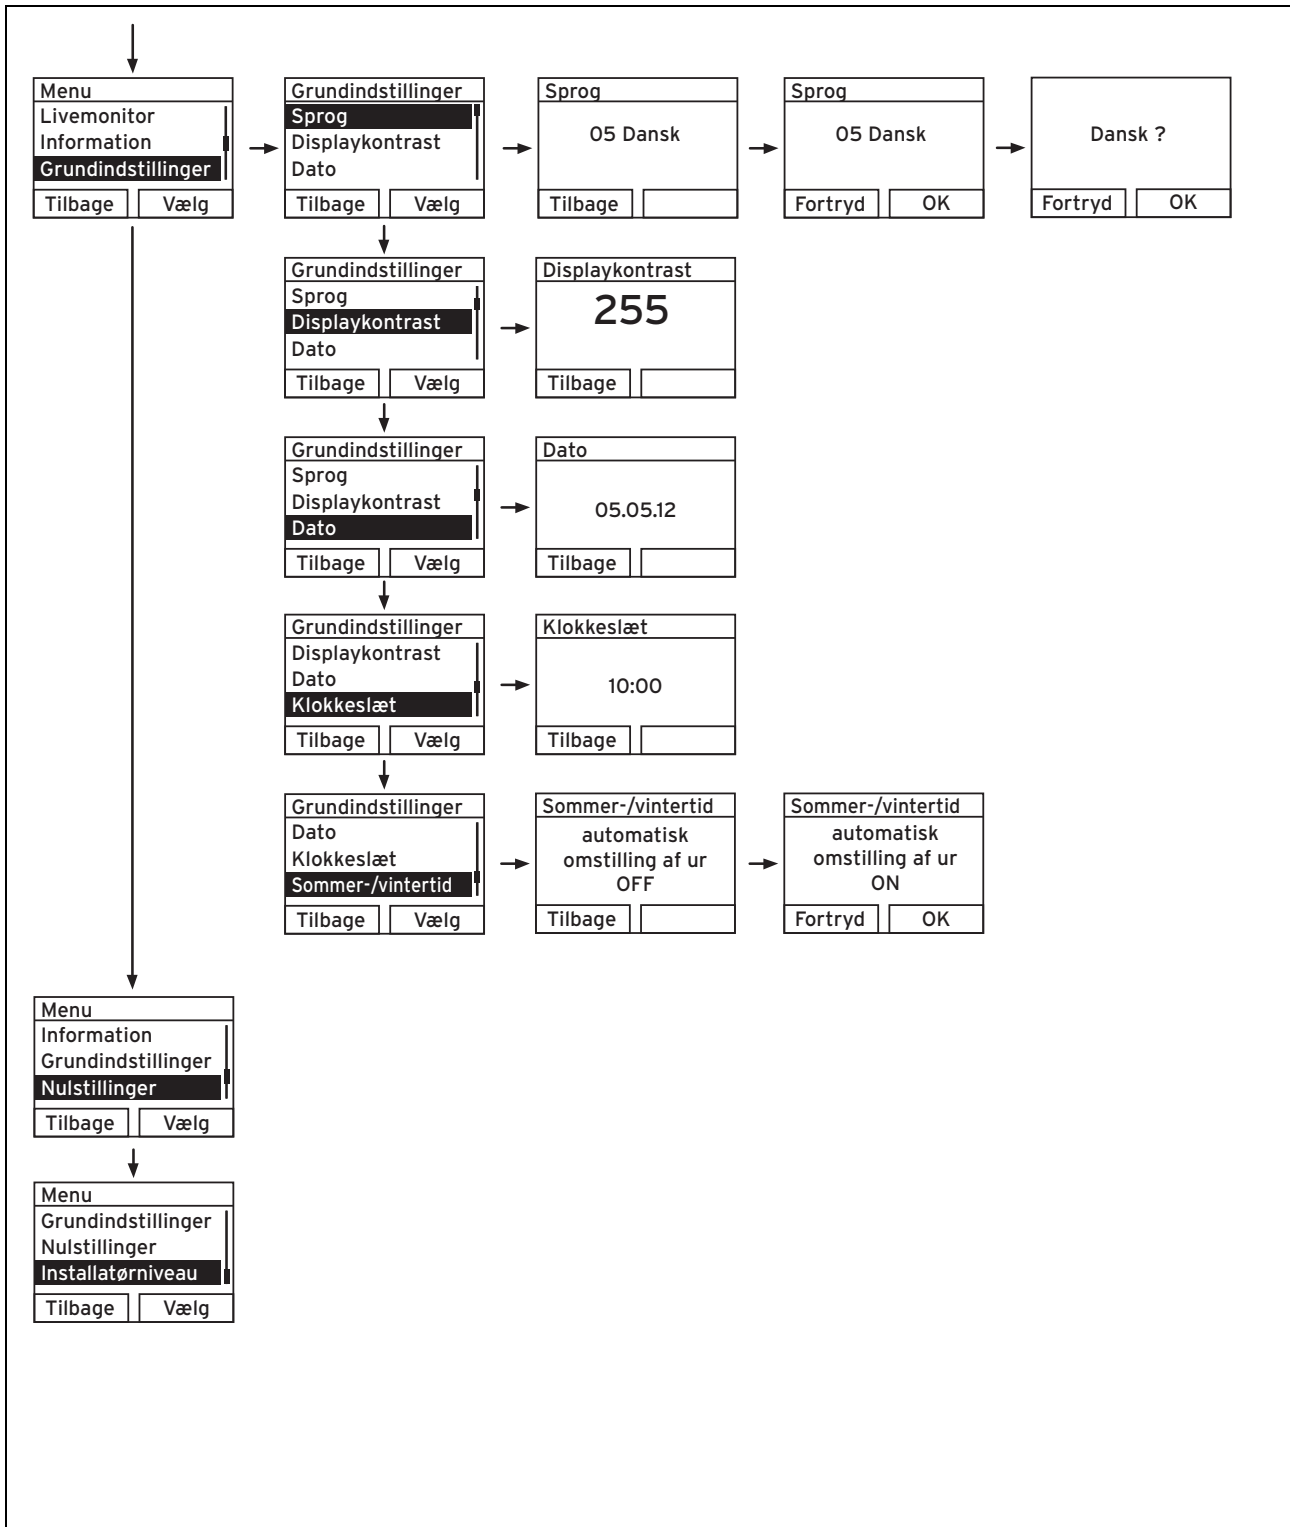 Menu
Livemonitor
Information
Grundindstillinger
Tilbage Vælg
Grundindstillinger
Sprog
Displaykontrast
Dato
Tilbage Vælg
Sprog
05 Dansk
Tilbage
Sprog
05 Dansk
Fortryd OK
Dansk ?
Fortryd OK
Grundindstillinger
Sprog
Displaykontrast
Dato
Tilbage Vælg
Displaykontrast
255
Tilbage
Grundindstillinger
Sprog
Displaykontrast
Dato
Tilbage Vælg
Dato
05.05.12
Tilbage
Grundindstillinger
Displaykontrast
Dato
Klokkeslæt
Tilbage Vælg
Klokkeslæt
10:00
Tilbage
Grundindstillinger
Dato
Klokkeslæt
Sommer-/vintertid
Tilbage Vælg
Sommer-/vintertid
automatisk
omstilling af ur
OFF
Tilbage
Sommer-/vintertid
automatisk
omstilling af ur
ON
Fortryd OK
Menu
Information
Grundindstillinger
Nulstillinger
Tilbage Vælg
Menu
Grundindstillinger
Nulstillinger
Installatørniveau
Tilbage Vælg